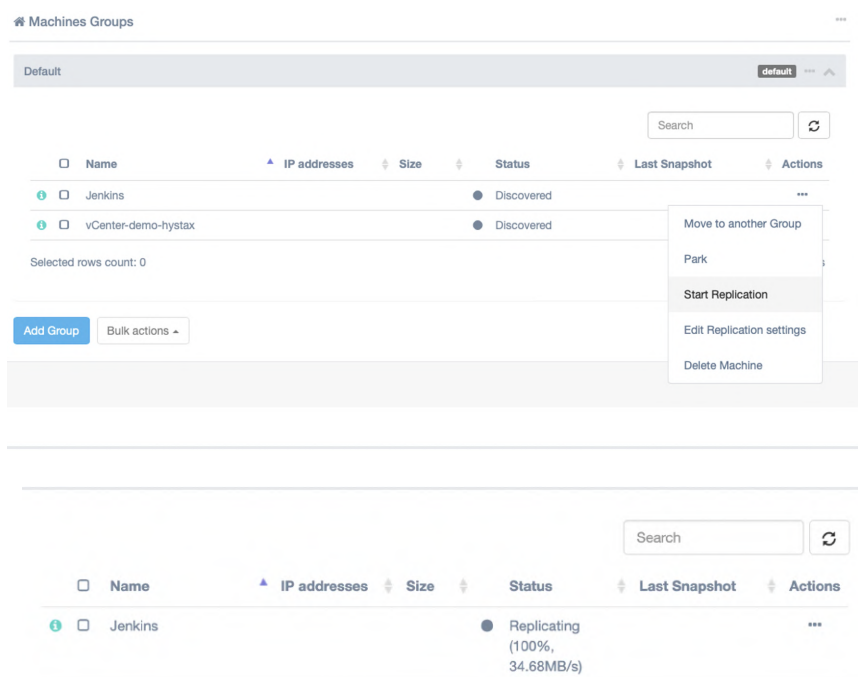 Machines Groups
Default default
Search
Name IP addresses Size Status Last Snapshot Actions
Jenkins Discovered
vCenter-demo-hystax Discovered
Move to another Group
Selected rows count: 0
Park
Start Replication
Add Group Bulk actions
Edit Replication settings
Delete Machine
Search
Name IP addresses Size Status Last Snapshot Actions
Jenkins Replicating
(100%,
34.68MB/s)